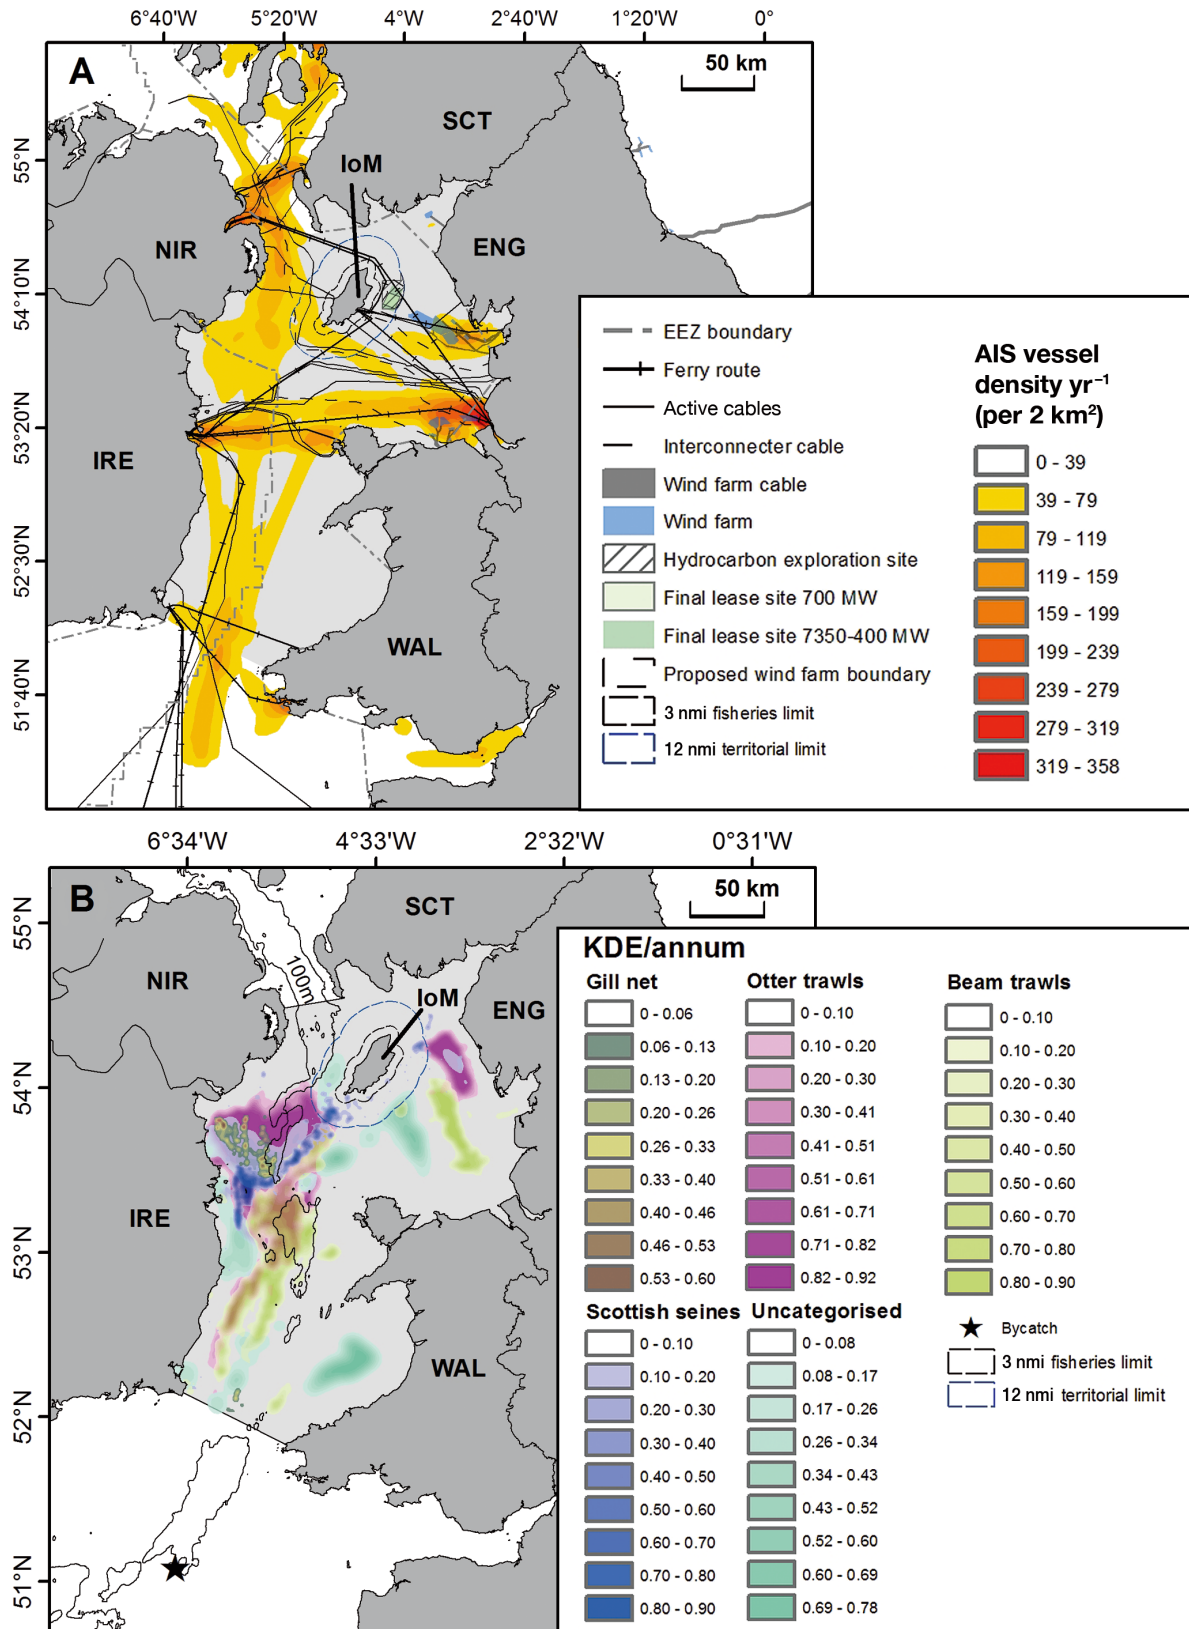 6°40'W 5°20'W 4°W 2°40'W 1°20'W 0°
A
50 km
SCT
55°N
IoM
NIR
ENG
54°10'N
53°20'N
IRE
52°30'N
WAL
51°40'N
EEZ boundary
Ferry route
Active cables
Interconnecter cable
Wind farm cable
Wind farm
Hydrocarbon exploration site
Final lease site 700 MW
Final lease site 7350-400 MW
Proposed wind farm boundary
3 nmi fisheries limit
12 nmi territorial limit
AIS vessel
density yr⁻¹
(per 2 km²)
0 - 39
39 - 79
79 - 119
119 - 159
159 - 199
199 - 239
239 - 279
279 - 319
319 - 358
6°34'W 4°33'W 2°32'W 0°31'W
B
50 km
SCT
55°N
NIR
100m
IoM
ENG
54°N
IRE
53°N
WAL
52°N
51°N
KDE/annum
Gill net
0 - 0.06
0.06 - 0.13
0.13 - 0.20
0.20 - 0.26
0.26 - 0.33
0.33 - 0.40
0.40 - 0.46
0.46 - 0.53
0.53 - 0.60
Otter trawls
0 - 0.10
0.10 - 0.20
0.20 - 0.30
0.30 - 0.41
0.41 - 0.51
0.51 - 0.61
0.61 - 0.71
0.71 - 0.82
0.82 - 0.92
Beam trawls
0 - 0.10
0.10 - 0.20
0.20 - 0.30
0.30 - 0.40
0.40 - 0.50
0.50 - 0.60
0.60 - 0.70
0.70 - 0.80
0.80 - 0.90
Scottish seines
0 - 0.10
0.10 - 0.20
0.20 - 0.30
0.30 - 0.40
0.40 - 0.50
0.50 - 0.60
0.60 - 0.70
0.70 - 0.80
0.80 - 0.90
Uncategorised
0 - 0.08
0.08 - 0.17
0.17 - 0.26
0.26 - 0.34
0.34 - 0.43
0.43 - 0.52
0.52 - 0.60
0.60 - 0.69
0.69 - 0.78
Bycatch
3 nmi fisheries limit
12 nmi territorial limit